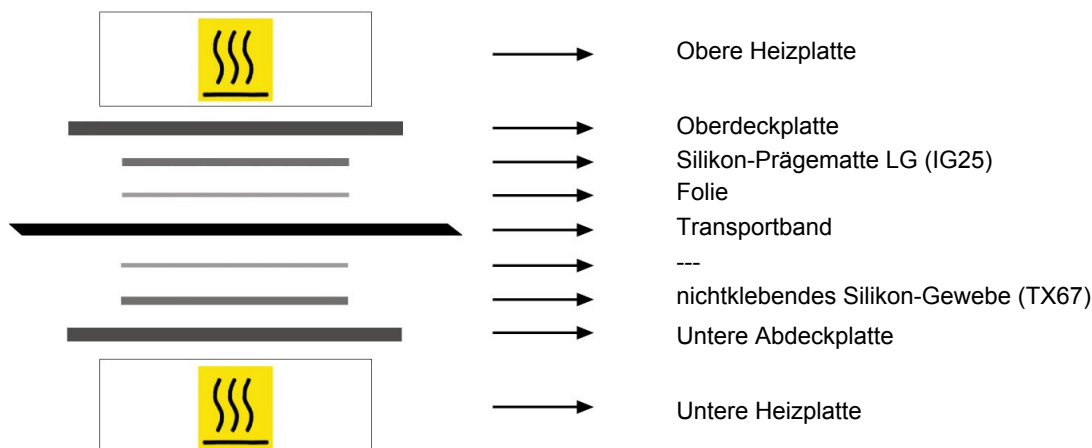 Obere Heizplatte
Oberdeckplatte
Silikon-Prägematte LG (IG25)
Folie
Transportband
---
nichtklebendes Silikon-Gewebe (TX67)
Untere Abdeckplatte
Untere Heizplatte